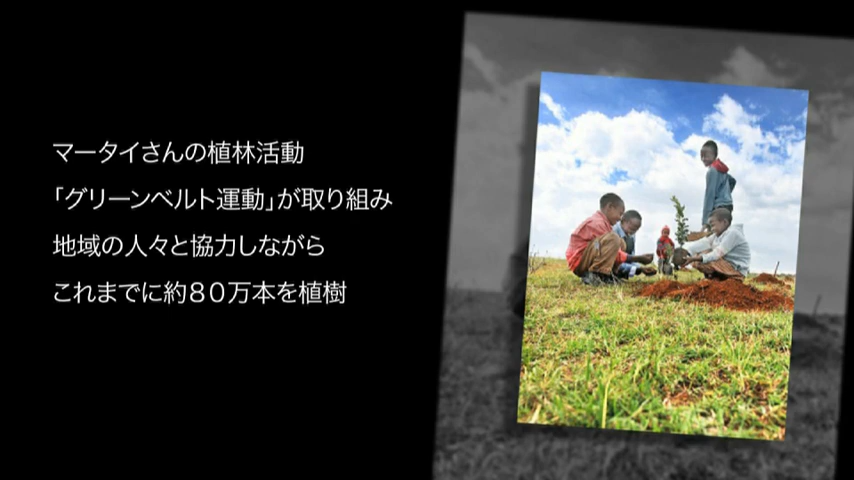 マータイさんの植林活動
「グリーンベルト運動」が取り組み
地域の人々と協力しながら
これまでに約８０万本を植樹